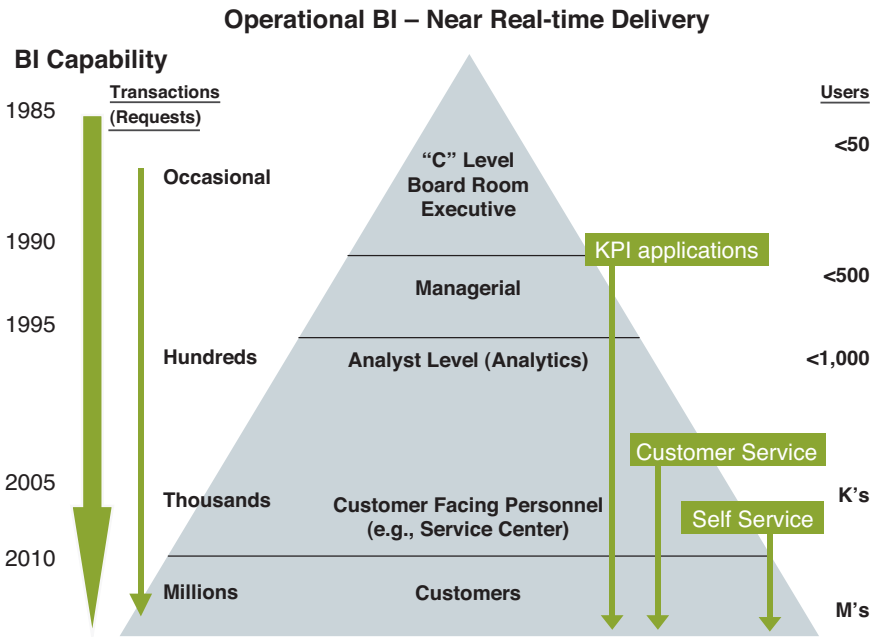 Operational BI – Near Real-time Delivery
BI Capability
Transactions
(Requests)
Users
1985
<50
Occasional
“C” Level
Board Room
Executive
1990
KPI applications
Managerial
<500
1995
Hundreds
Analyst Level (Analytics)
<1,000
Customer Service
2005
Thousands
Customer Facing Personnel
(e.g., Service Center)
K's
Self Service
2010
Millions
Customers
M's